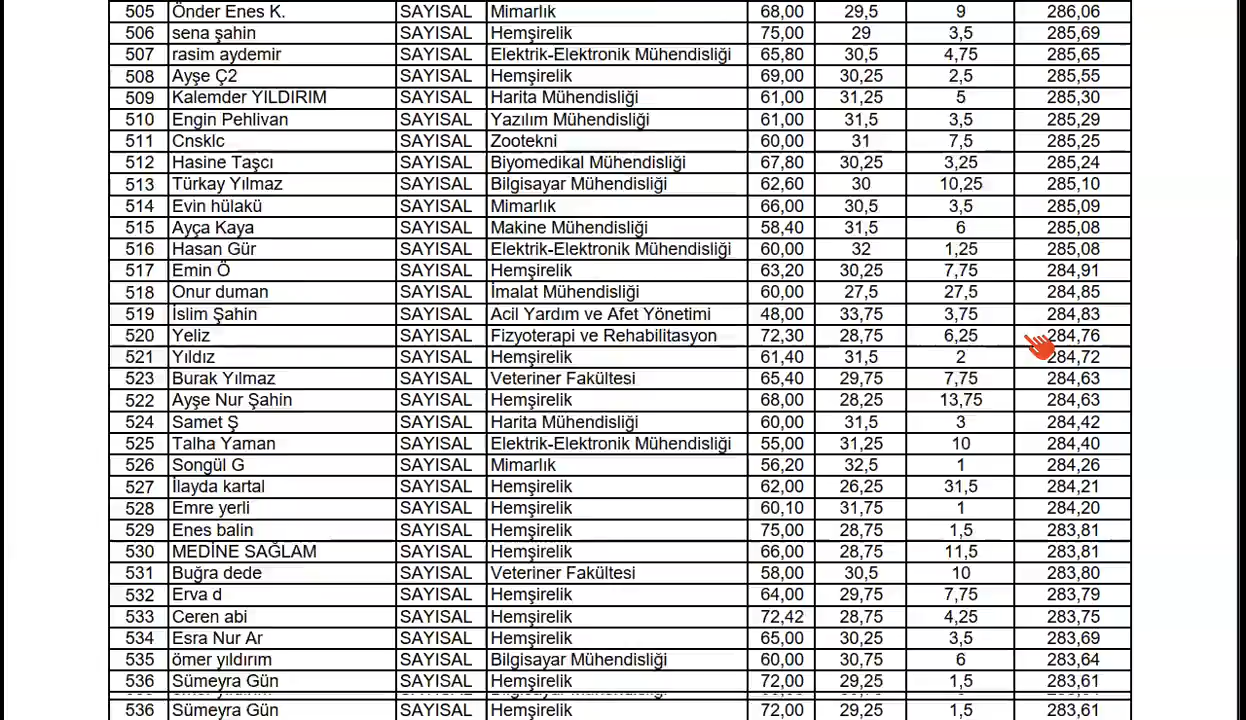 505 Önder Enes K. SAYISAL Mimarlık 68,00 29,5 9 286,06
506 sena şahin SAYISAL Hemşirelik 75,00 29 3,5 285,69
507 rasim aydemir SAYISAL Elektrik-Elektronik Mühendisliği 65,80 30,5 4,75 285,65
508 Ayşe Ç2 SAYISAL Hemşirelik 69,00 30,25 2,5 285,55
509 Kalemder YILDIRIM SAYISAL Harita Mühendisliği 61,00 31,25 5 285,30
510 Engin Pehlivan SAYISAL Yazılım Mühendisliği 61,00 31,5 3,5 285,29
511 Cnsklc SAYISAL Zootekni 60,00 31 7,5 285,25
512 Hasine Taşcı SAYISAL Biyomedikal Mühendisliği 67,80 30,25 3,25 285,24
513 Türkay Yılmaz SAYISAL Bilgisayar Mühendisliği 62,60 30 10,25 285,10
514 Evin hülakü SAYISAL Mimarlık 66,00 30,5 3,5 285,09
515 Ayça Kaya SAYISAL Makine Mühendisliği 58,40 31,5 6 285,08
516 Hasan Gür SAYISAL Elektrik-Elektronik Mühendisliği 60,00 32 1,25 285,08
517 Emin Ö SAYISAL Hemşirelik 63,20 30,25 7,75 284,91
518 Onur duman SAYISAL İmalat Mühendisliği 60,00 27,5 27,5 284,85
519 İslim Şahin SAYISAL Acil Yardım ve Afet Yönetimi 48,00 33,75 3,75 284,83
520 Yeliz SAYISAL Fizyoterapi ve Rehabilitasyon 72,30 28,75 6,25 284,76
521 Yıldız SAYISAL Hemşirelik 61,40 31,5 2 284,72
523 Burak Yılmaz SAYISAL Veteriner Fakültesi 65,40 29,75 7,75 284,63
522 Ayşe Nur Şahin SAYISAL Hemşirelik 68,00 28,25 13,75 284,63
524 Samet Ş SAYISAL Harita Mühendisliği 60,00 31,5 3 284,42
525 Talha Yaman SAYISAL Elektrik-Elektronik Mühendisliği 55,00 31,25 10 284,40
526 Songül G SAYISAL Mimarlık 56,20 32,5 1 284,26
527 İlayda kartal SAYISAL Hemşirelik 62,00 26,25 31,5 284,21
528 Emre yerli SAYISAL Hemşirelik 60,10 31,75 1 284,20
529 Enes balin SAYISAL Hemşirelik 75,00 28,75 1,5 283,81
530 MEDİNE SAĞLAM SAYISAL Hemşirelik 66,00 28,75 11,5 283,81
531 Buğra dede SAYISAL Veteriner Fakültesi 58,00 30,5 10 283,80
532 Erva d SAYISAL Hemşirelik 64,00 29,75 7,75 283,79
533 Ceren abi SAYISAL Hemşirelik 72,42 28,75 4,25 283,75
534 Esra Nur Ar SAYISAL Hemşirelik 65,00 30,25 3,5 283,69
535 ömer yıldırım SAYISAL Bilgisayar Mühendisliği 60,00 30,75 6 283,64
536 Sümeyra Gün SAYISAL Hemşirelik 72,00 29,25 1,5 283,61
536 Sümeyra Gün SAYISAL Hemşirelik 72,00 29,25 1,5 283,61